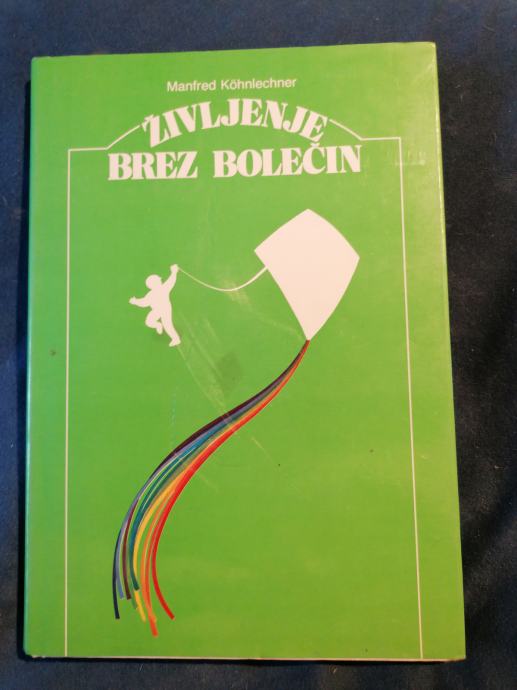 Manfred Köhnlechner
ŽIVLJENJE
BREZ BOLEČIN